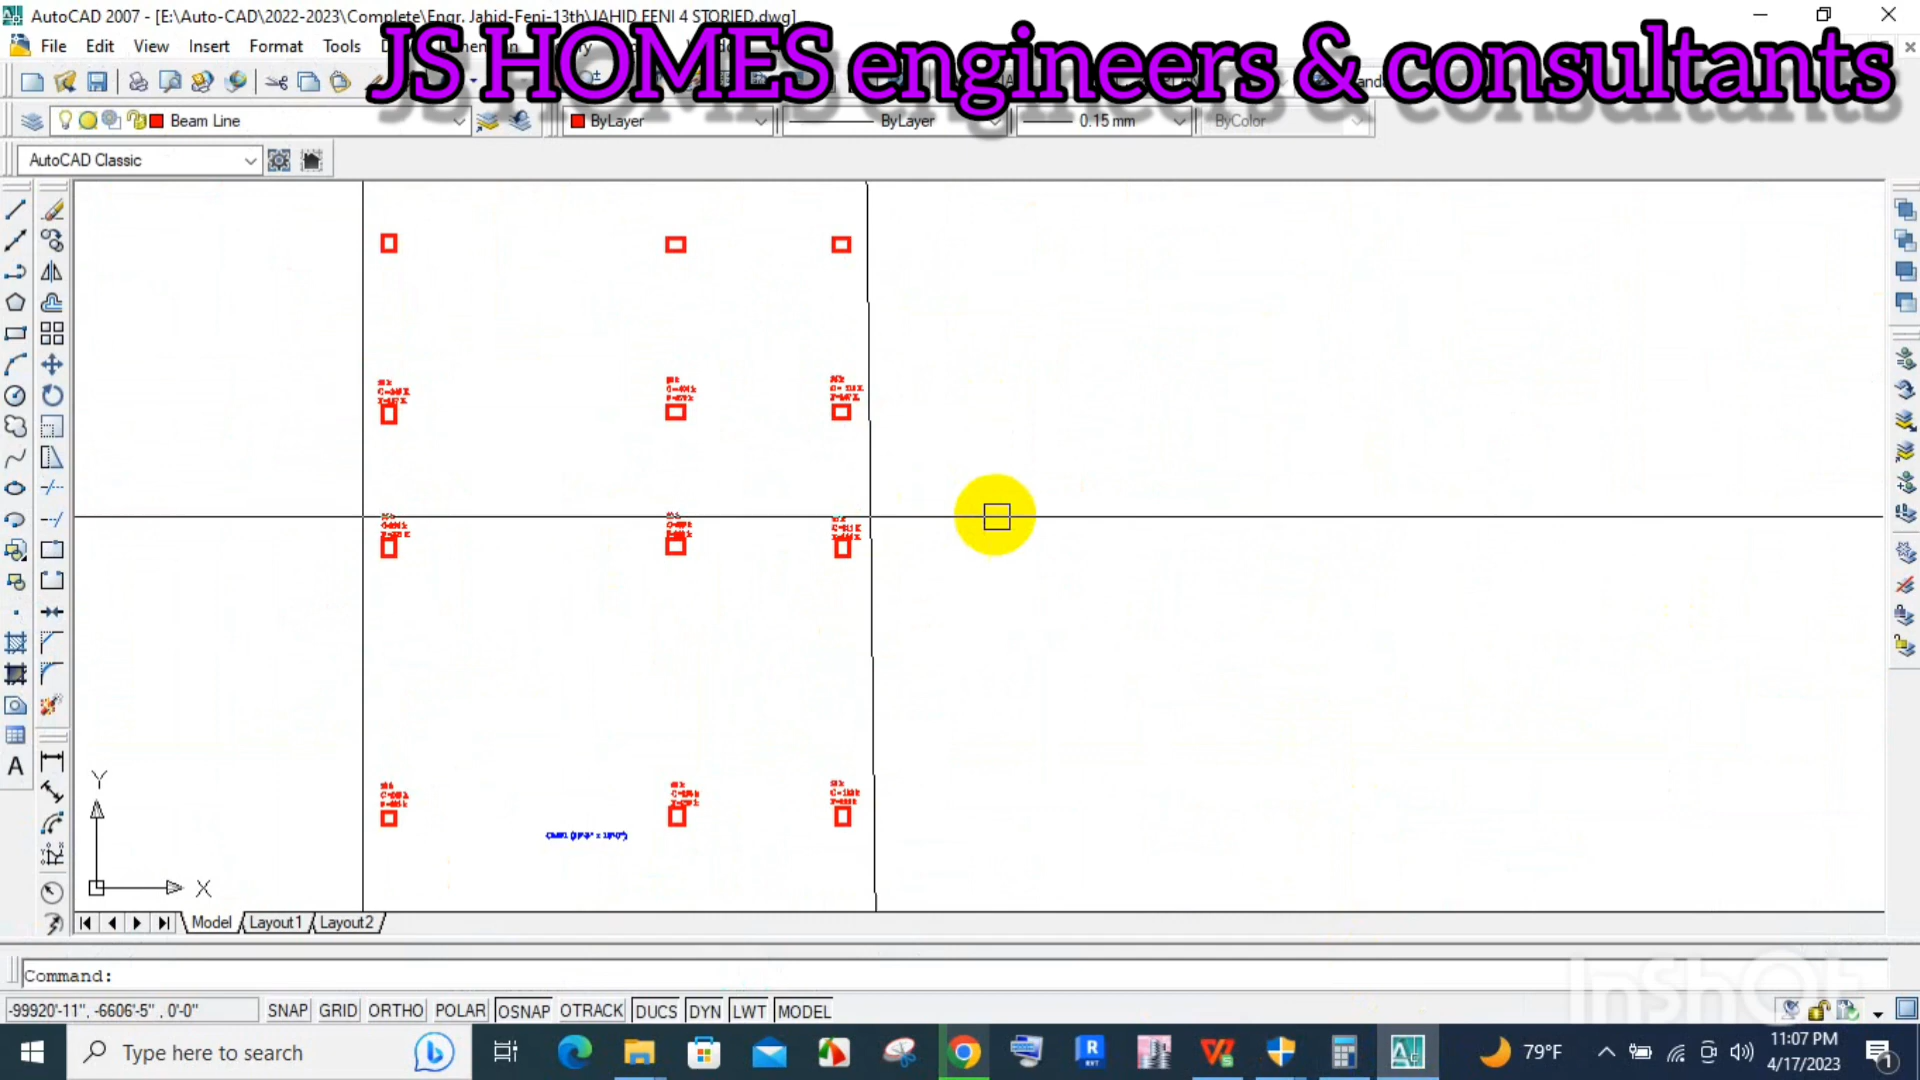 AutoCAD 2007 - [E:\Auto-CAD\2022-2023\Complete\Engr. Jahid-Feni-13th\JAHID FENI 4 STORIED.dwg]
JS HOMES engineers & consultants
File Edit View Insert Format Tools
Beam Line
ByLayer
ByLayer
0.15 mm
ByColor
AutoCAD Classic
A
Y
X
Model Layout1 Layout2
Command:
-99920'-11", -6606'-5" , 0'-0"
SNAP GRID ORTHO POLAR OSNAP OTRACK DUCS DYN LWT MODEL
InShOt
Type here to search
79°F
11:07 PM
4/17/2023
1